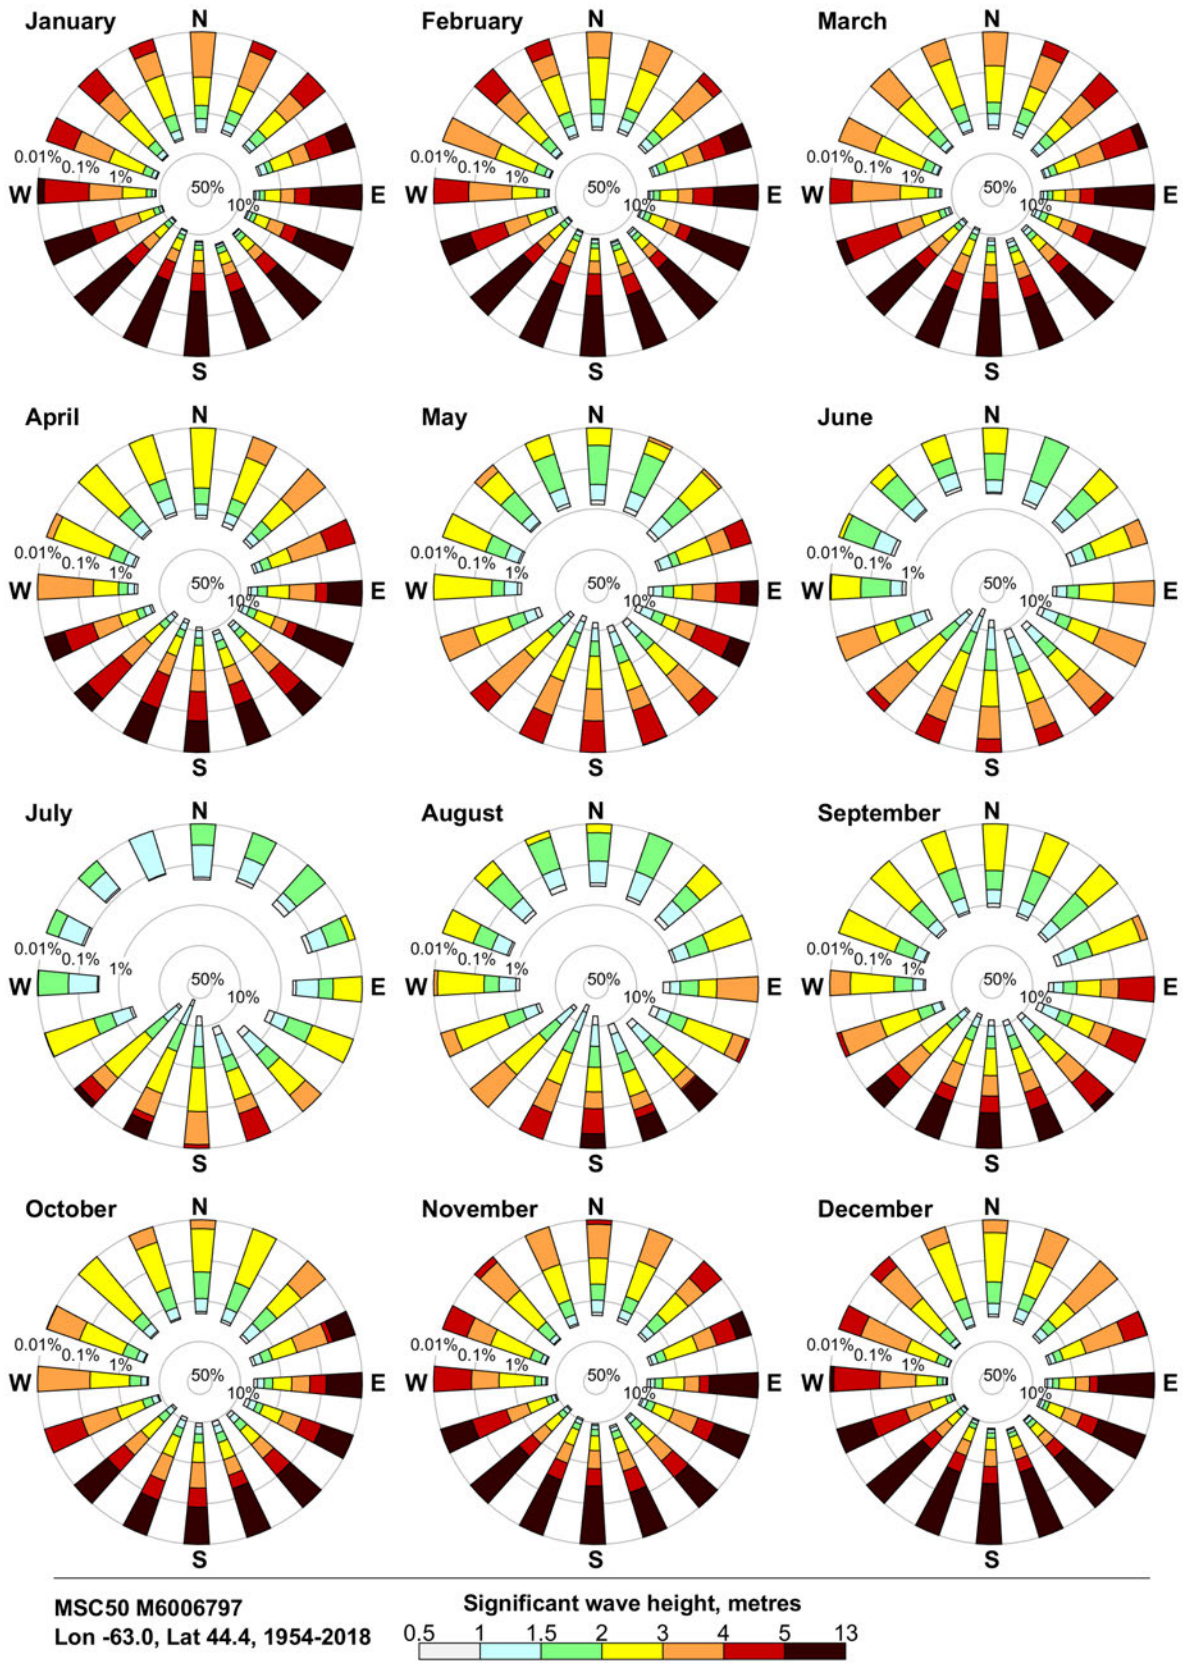 January
N
0.01%
0.1%
1%
50%
10%
W
E
S
February
N
0.01%
0.1%
1%
50%
10%
W
E
S
March
N
0.01%
0.1%
1%
50%
10%
W
E
S
April
N
0.01%
0.1%
1%
50%
10%
W
E
S
May
N
0.01%
0.1%
1%
50%
10%
W
E
S
June
N
0.01%
0.1%
1%
50%
10%
W
E
S
July
N
0.01%
0.1%
1%
50%
10%
W
E
S
August
N
0.01%
0.1%
1%
50%
10%
W
E
S
September
N
0.01%
0.1%
1%
50%
10%
W
E
S
October
N
0.01%
0.1%
1%
50%
10%
W
E
S
November
N
0.01%
0.1%
1%
50%
10%
W
E
S
December
N
0.01%
0.1%
1%
50%
10%
W
E
S
MSC50 M6006797
Lon -63.0, Lat 44.4, 1954-2018
Significant wave height, metres
0.5 1 1.5 2 3 4 5 13